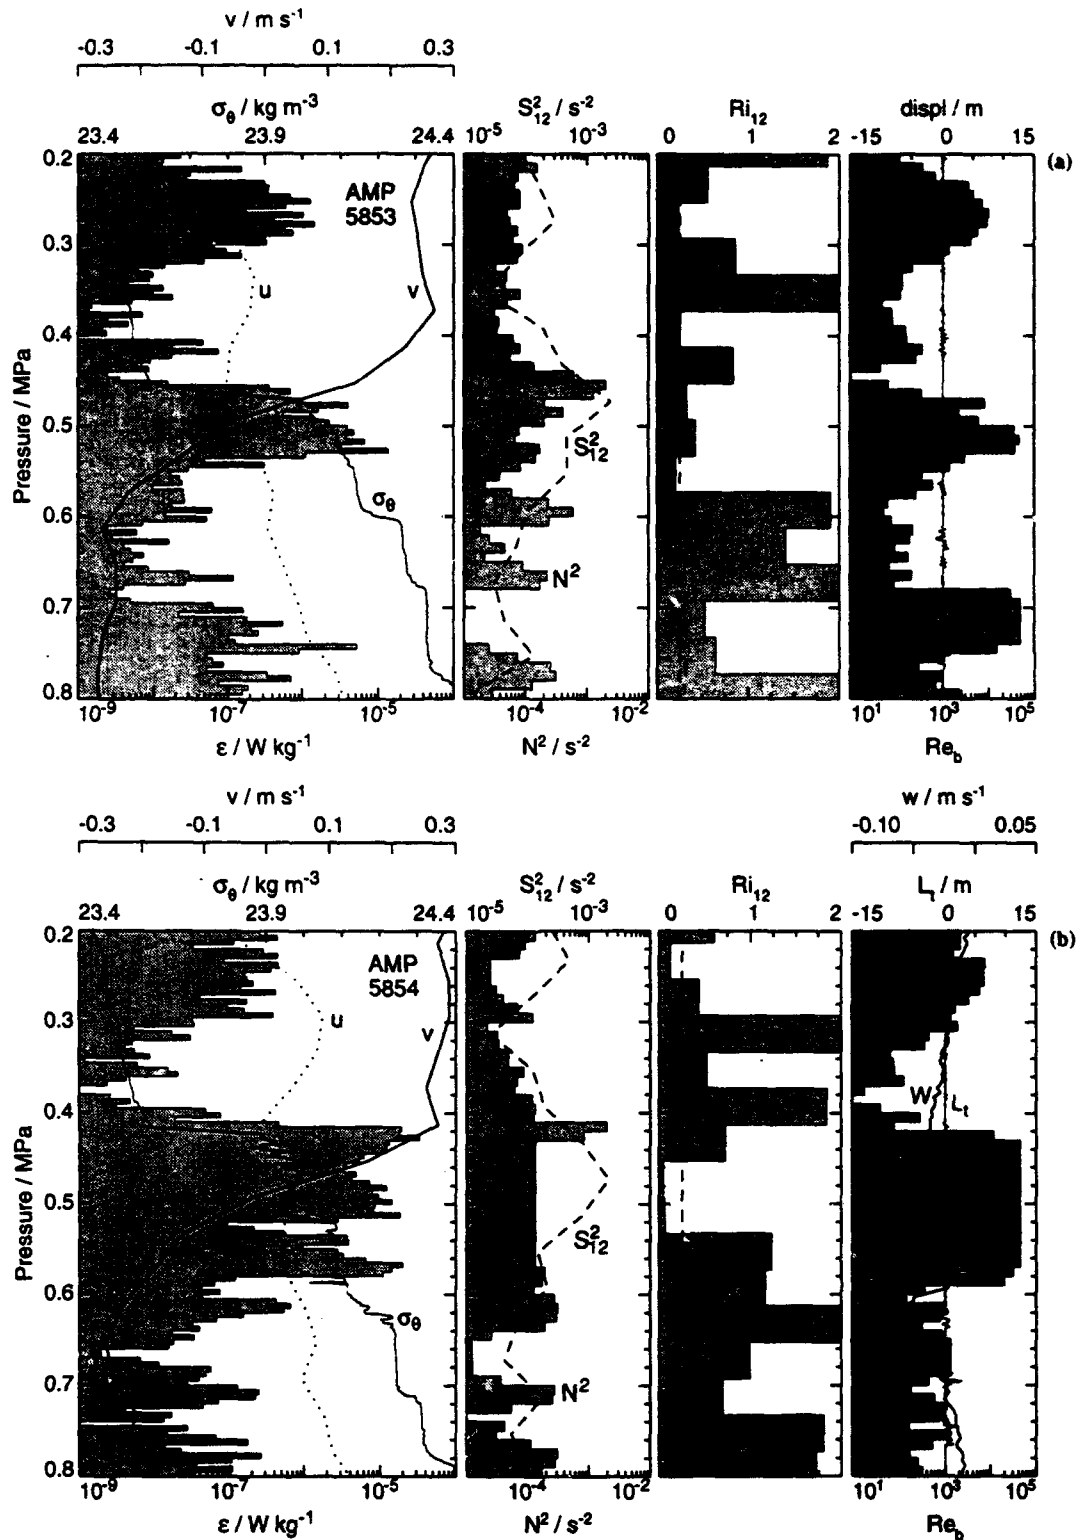 v / m s-1
-0.3 -0.1 0.1 0.3
σθ / kg m-3 S²12 / s-2 Ri12 displ / m
23.4 23.9 24.4 10-5 10-3 0 1 2 -15 0 15
(a)
0.2
AMP
5853
0.3
u v
0.4
Pressure / MPa
0.5
S²12
σθ
0.6
N²
0.7
0.8
10-9 10-7 10-5 10-4 10-2 10¹ 10³ 10⁵
ε / W kg-1 N² / s-2 Reb
v / m s-1 w / m s-1
-0.3 -0.1 0.1 0.3 -0.10 0.05
σθ / kg m-3 S²12 / s-2 Ri12 Lt / m
23.4 23.9 24.4 10-5 10-3 0 1 2 -15 0 15
(b)
0.2
AMP
5854
0.3
u v
W Lt
0.4
Pressure / MPa
0.5
S²12
0.6
σθ
0.7
N²
0.8
10-9 10-7 10-5 10-4 10-2 10¹ 10³ 10⁵
ε / W kg-1 N² / s-2 Reb